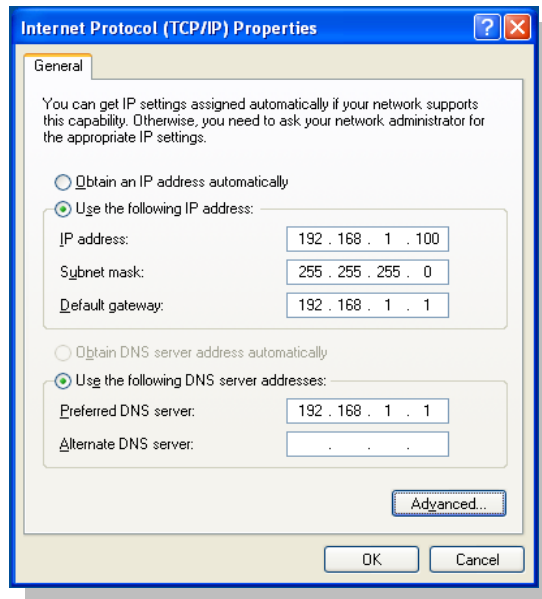 Internet Protocol (TCP/IP) Properties
General
You can get IP settings assigned automatically if your network supports
this capability. Otherwise, you need to ask your network administrator for
the appropriate IP settings.
Obtain an IP address automatically
Use the following IP address:
IP address: 192 . 168 . 1 . 100
Subnet mask: 255 . 255 . 255 . 0
Default gateway: 192 . 168 . 1 . 1
Obtain DNS server address automatically
Use the following DNS server addresses:
Preferred DNS server: 192 . 168 . 1 . 1
Alternate DNS server: . . .
Advanced...
OK Cancel